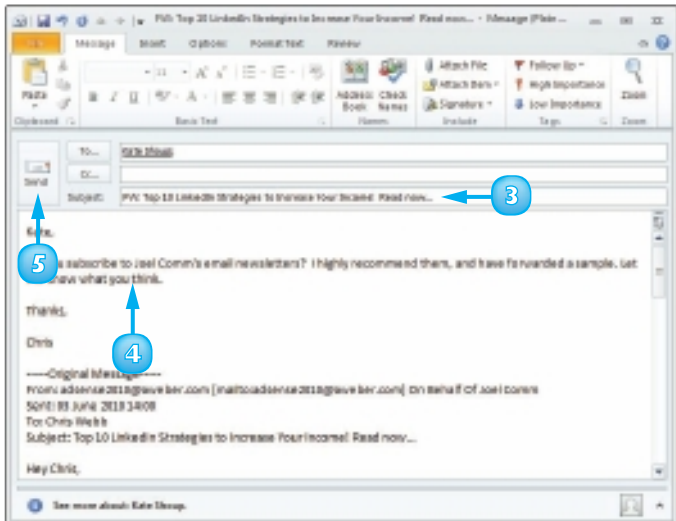 FW: Top 10 LinkedIn Strategies to Increase Your Income! Read now... - Message (Plain ...
Message Insert Options Format Text Review
Paste
11
B I U
Address Book
Check Names
Attach File
Attach Item
Signature
Follow Up
High Importance
Low Importance
Zoom
Clipboard Basic Text Names Include Tags Zoom
Send
To... Kate Shoup
Cc...
Subject: FW: Top 10 LinkedIn Strategies to Increase Your Income! Read now...
3
Kate,
5
subscribe to Joel Comm's email newsletters? I highly recommend them, and have forwarded a sample. Let
know what you think.
Thanks,
4
Chris
-----Original Message-----
From: adsense2010@aweber.com [mailto:adsense2010@aweber.com] On Behalf Of Joel Comm
Sent: 03 June 2010 14:00
To: Chris Webb
Subject: Top 10 LinkedIn Strategies to Increase Your Income! Read now...
Hey Chris,
See more about: Kate Shoup.